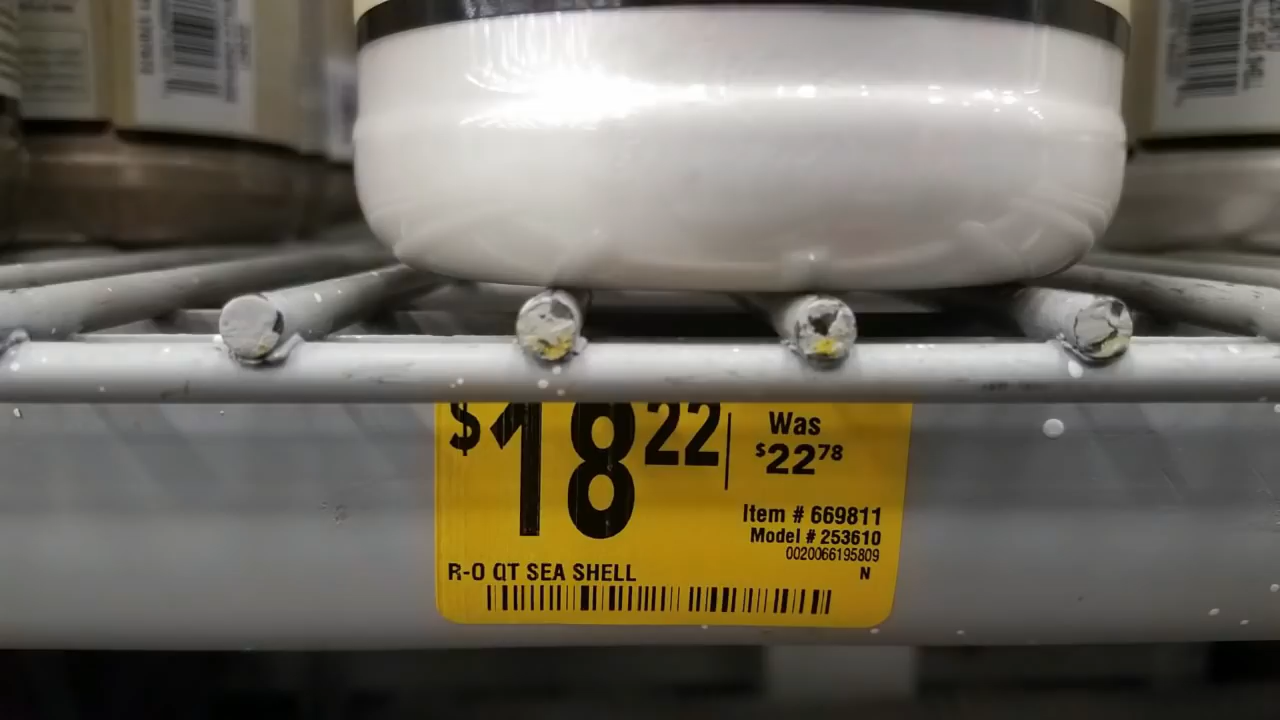 $18 22
Was
$22 78
Item # 669811
Model # 253610
0020066195809
N
R-O QT SEA SHELL